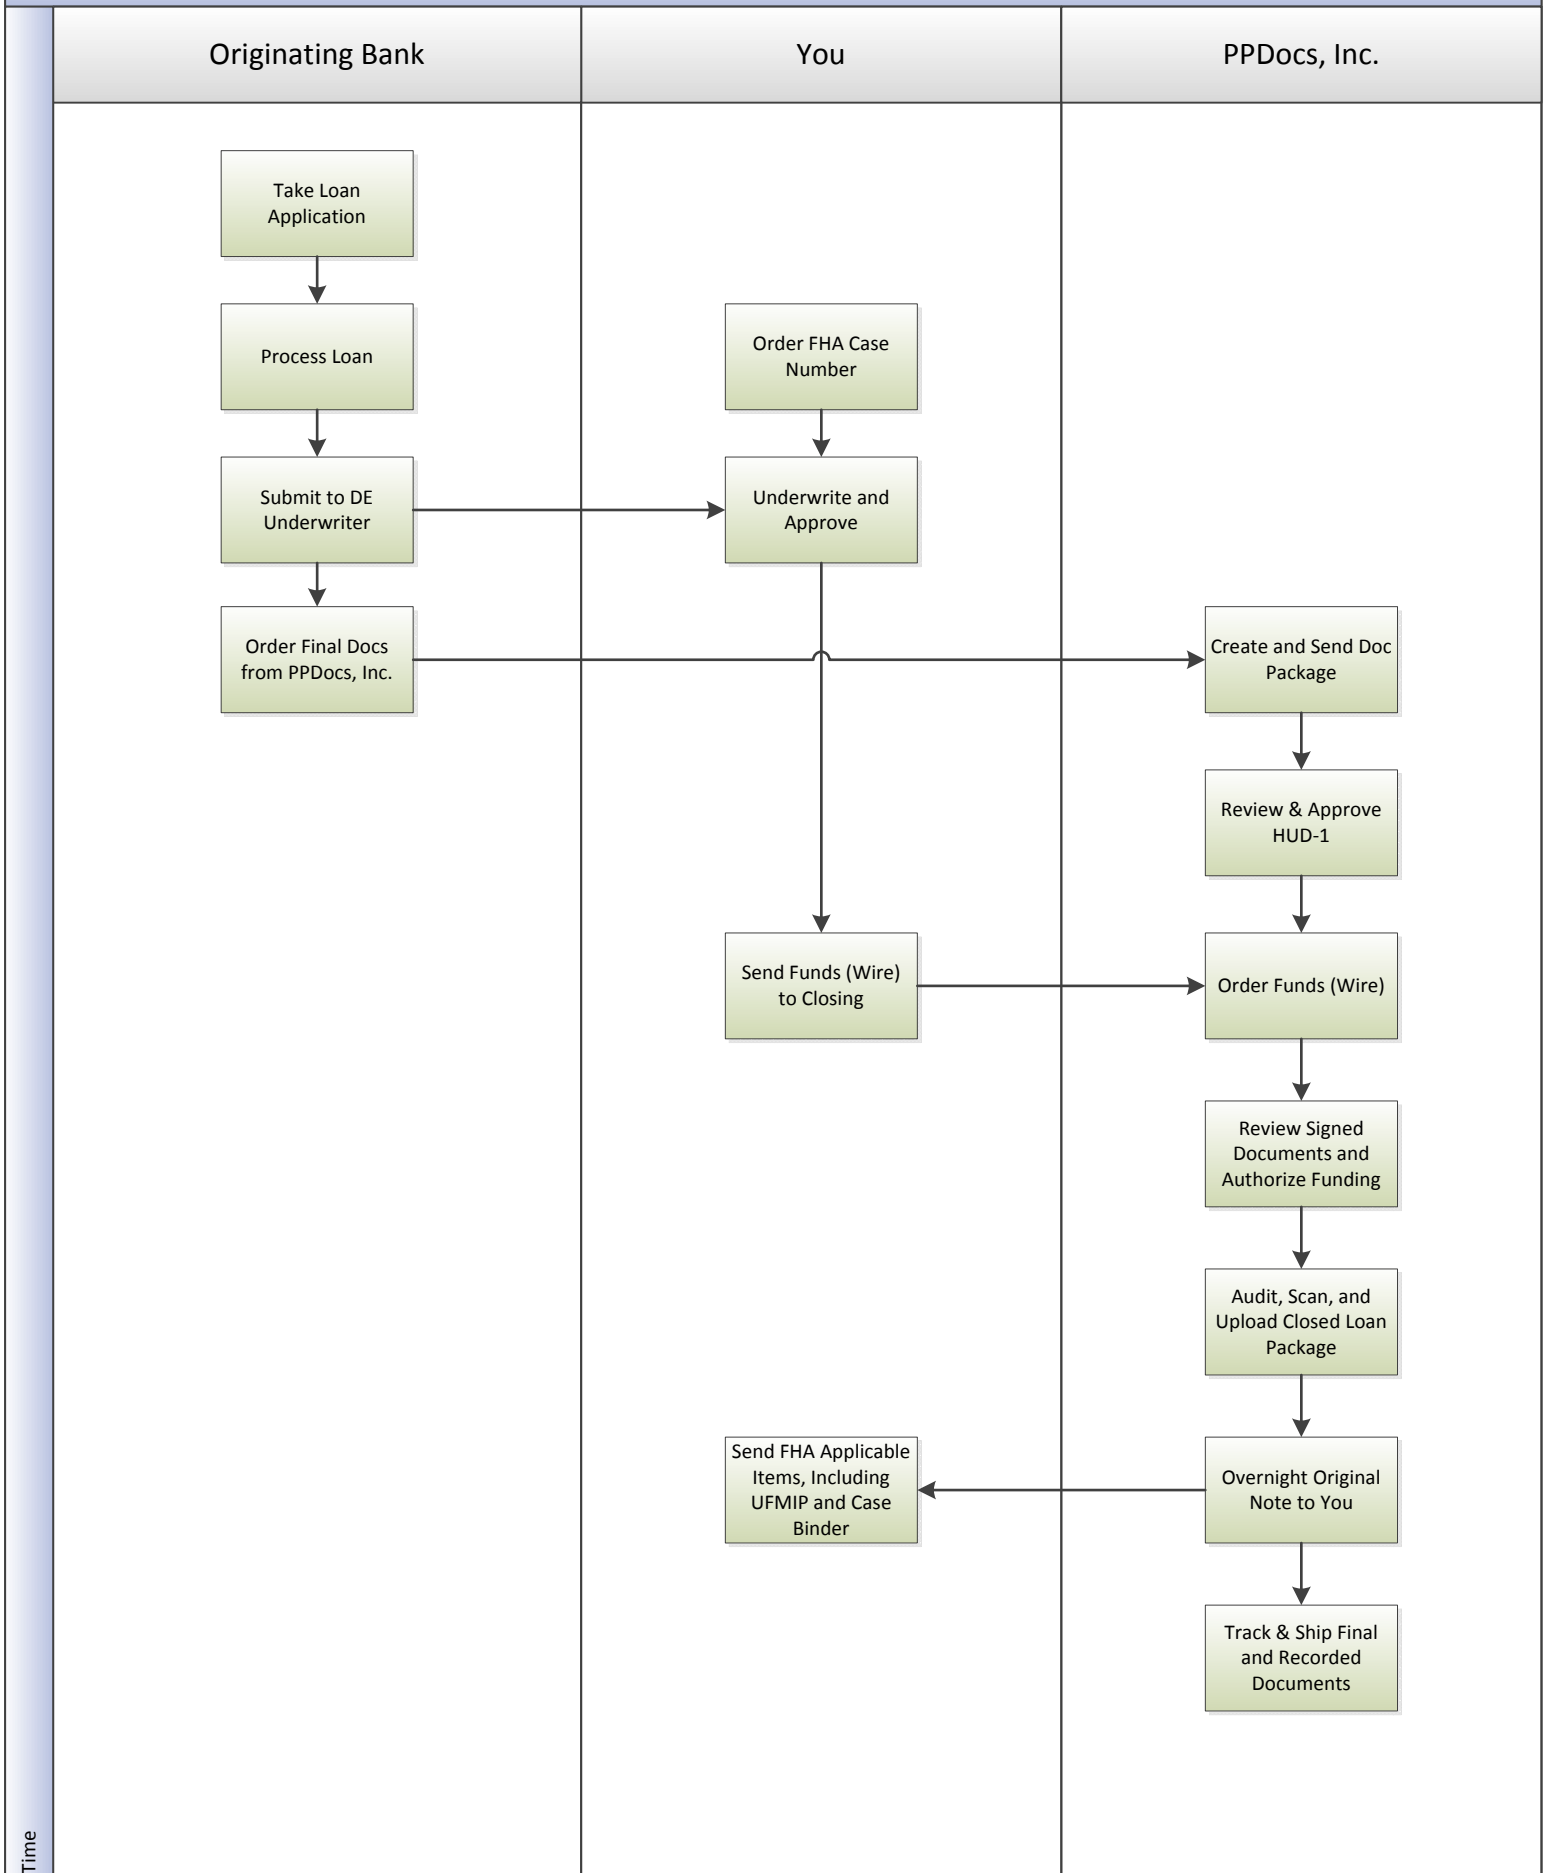 Originating Bank
You
PPDocs, Inc.
Take Loan
Application
Process Loan
Order FHA Case
Number
Submit to DE
Underwriter
Underwrite and
Approve
Order Final Docs
from PPDocs, Inc.
Create and Send Doc
Package
Review & Approve
HUD-1
Send Funds (Wire)
to Closing
Order Funds (Wire)
Review Signed
Documents and
Authorize Funding
Audit, Scan, and
Upload Closed Loan
Package
Send FHA Applicable
Items, Including
UFMIP and Case
Binder
Overnight Original
Note to You
Track & Ship Final
and Recorded
Documents
Time